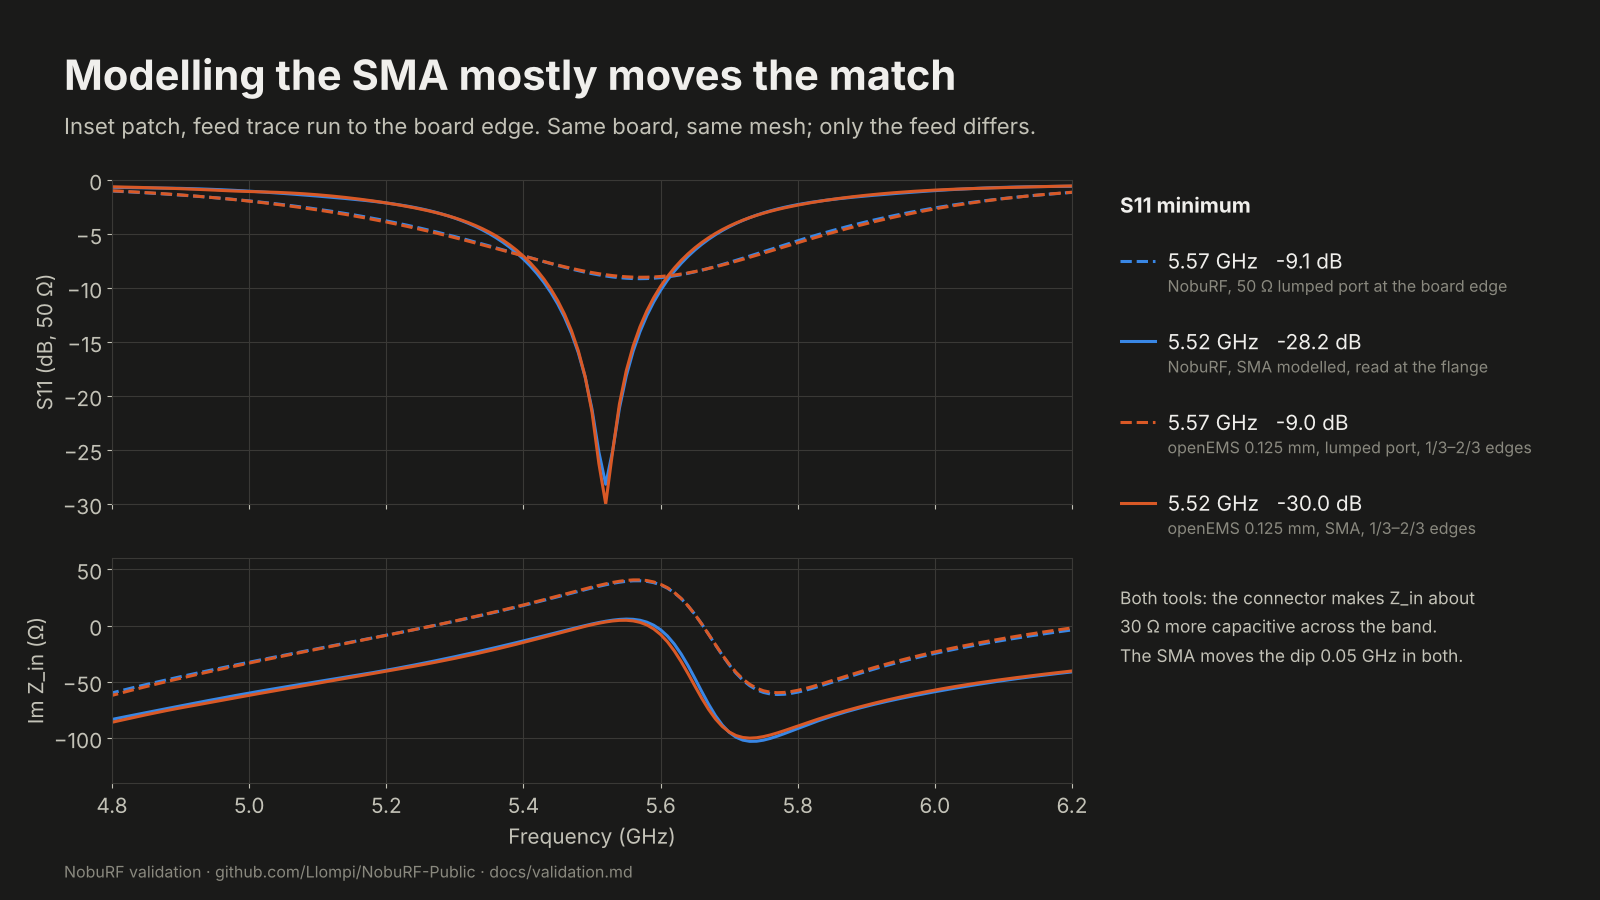 Modelling the SMA mostly moves the match
Inset patch, feed trace run to the board edge. Same board, same mesh; only the feed differs.
S11 (dB, 50 Ω)
0
−5
−10
−15
−20
−25
−30
S11 minimum
5.57 GHz -9.1 dB
NobuRF, 50 Ω lumped port at the board edge
5.52 GHz -28.2 dB
NobuRF, SMA modelled, read at the flange
5.57 GHz -9.0 dB
openEMS 0.125 mm, lumped port, 1/3–2/3 edges
5.52 GHz -30.0 dB
openEMS 0.125 mm, SMA, 1/3–2/3 edges
Im Z_in (Ω)
50
0
−50
−100
Both tools: the connector makes Z_in about
30 Ω more capacitive across the band.
The SMA moves the dip 0.05 GHz in both.
4.8 5.0 5.2 5.4 5.6 5.8 6.0 6.2
Frequency (GHz)
NobuRF validation · github.com/Llompi/NobuRF-Public · docs/validation.md